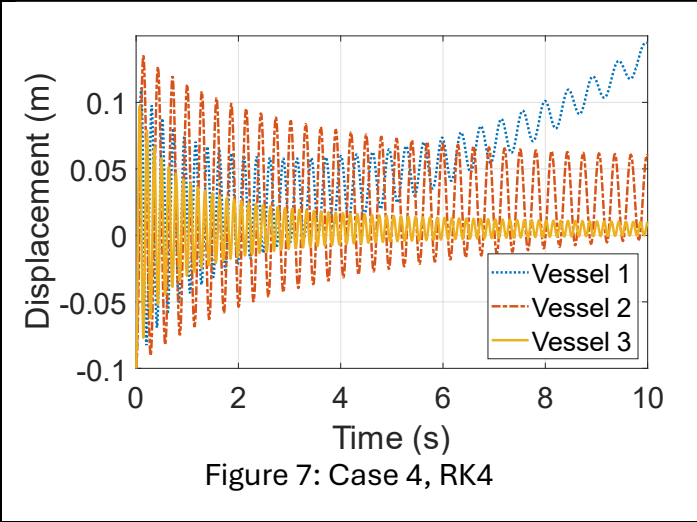 Displacement (m)
0.1
0.05
0
-0.05
-0.1
0
2
4
6
8
10
Vessel 1
Vessel 2
Vessel 3
Time (s)
Figure 7: Case 4, RK4